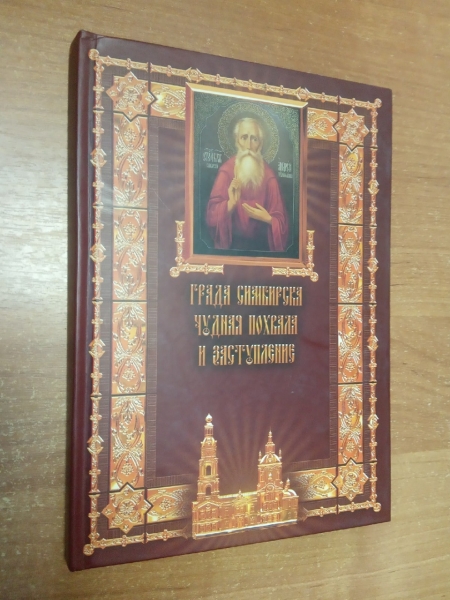 ГРАДА СИМБИРСКА
ЧУДНАЯ ПОХВАЛА
И ЗАСТУПЛЕНИЕ